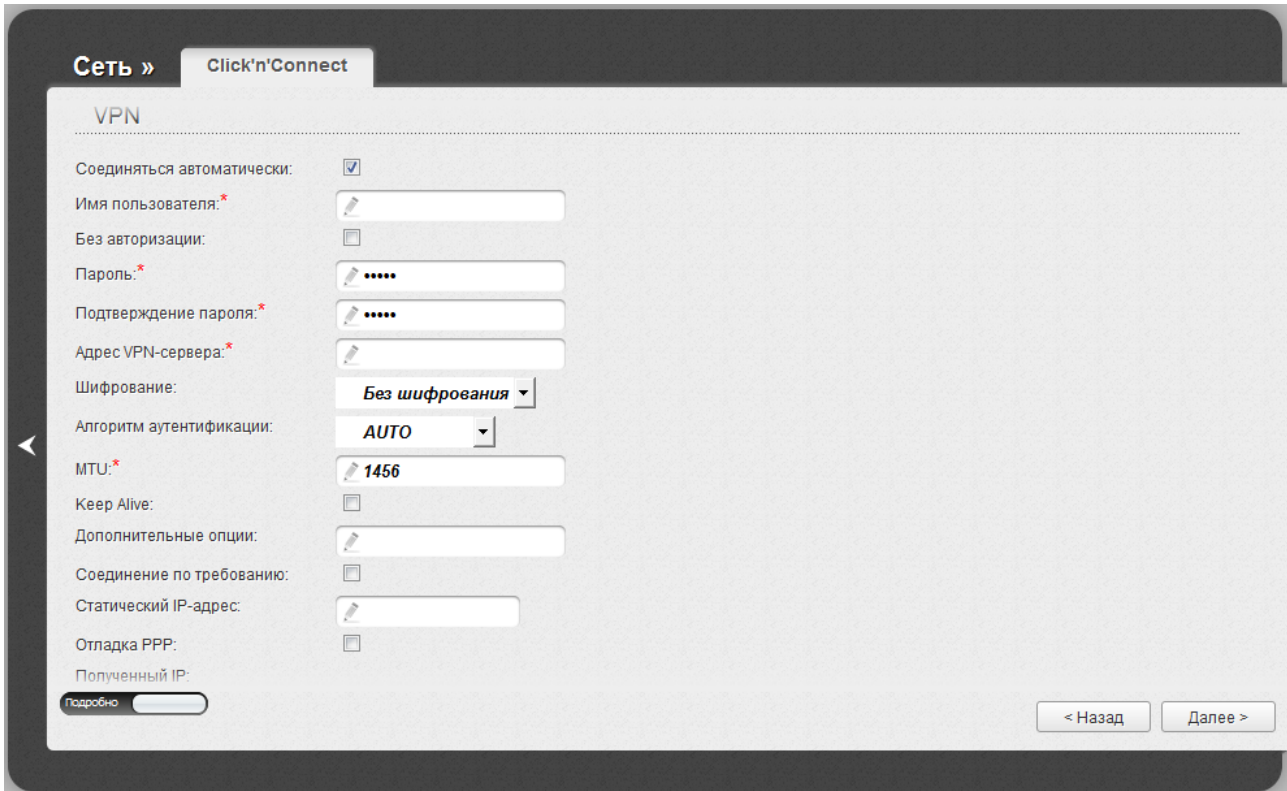 Сеть » Click'n'Connect
VPN
Соединяться автоматически:
Имя пользователя:*
Без авторизации:
Пароль:* •••••
Подтверждение пароля:* •••••
Адрес VPN-сервера:*
Шифрование: Без шифрования
Алгоритм аутентификации: AUTO
MTU:* 1456
Keep Alive:
Дополнительные опции:
Соединение по требованию:
Статический IP-адрес:
Отладка PPP:
Полученный IP:
Подробно
< Назад Далее >